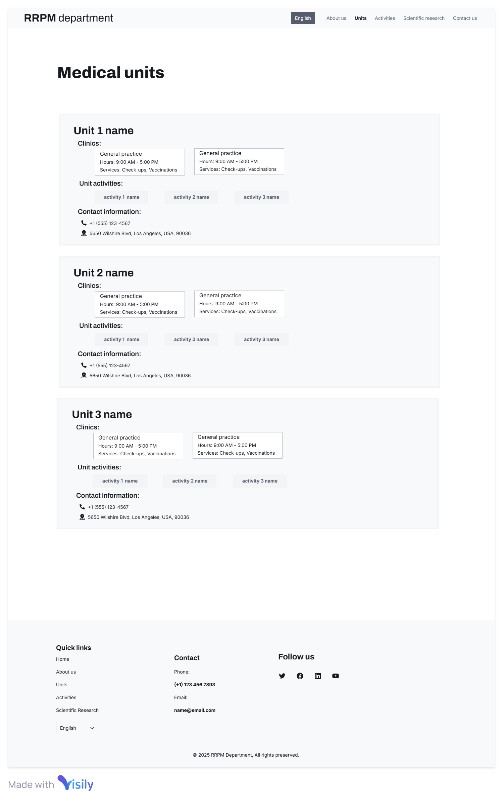 RRPM department
English
About us
Units
Activities
Scientific research
Contact us
Medical units
Unit 1 name
Clinics:
General practice
Hours: 9:00 AM - 5:00 PM
Services: Check-ups, Vaccinations
General practice
Hours: 9:00 AM - 5:00 PM
Services: Check-ups, Vaccinations
Unit activities:
activity 1 name
activity 2 name
activity 3 name
Contact information:
+1 (555) 123-4567
5650 Wilshire Blvd, Los Angeles, USA, 90036
Unit 2 name
Clinics:
General practice
Hours: 9:00 AM - 5:00 PM
Services: Check-ups, Vaccinations
General practice
Hours: 9:00 AM - 5:00 PM
Services: Check-ups, Vaccinations
Unit activities:
activity 1 name
activity name
activity 3 name
Contact information:
+1 (555) 123-4567
5650 Wilshire Blvd, Los Angeles, USA, 90036
Unit 3 name
Clinics:
General practice
Hours: 9:00 AM - 5:00 PM
Services: Check-ups, Vaccinations
General practice
Hours: 9:00 AM - 5:00 PM
Services: Check-ups, Vaccinations
Unit activities:
activity 1 name
activity 2 name
activity 3 name
Contact information:
+1 (555) 123-4567
5650 Wilshire Blvd, Los Angeles, USA, 90036
Quick links
Home
About us
Units
Activities
Scientific Research
English
Contact
Phone:
(+1) 123 456
Email:
name@email.com
Follow us
© 2025 RRPM Department, All rights preserved.
Made with Visily